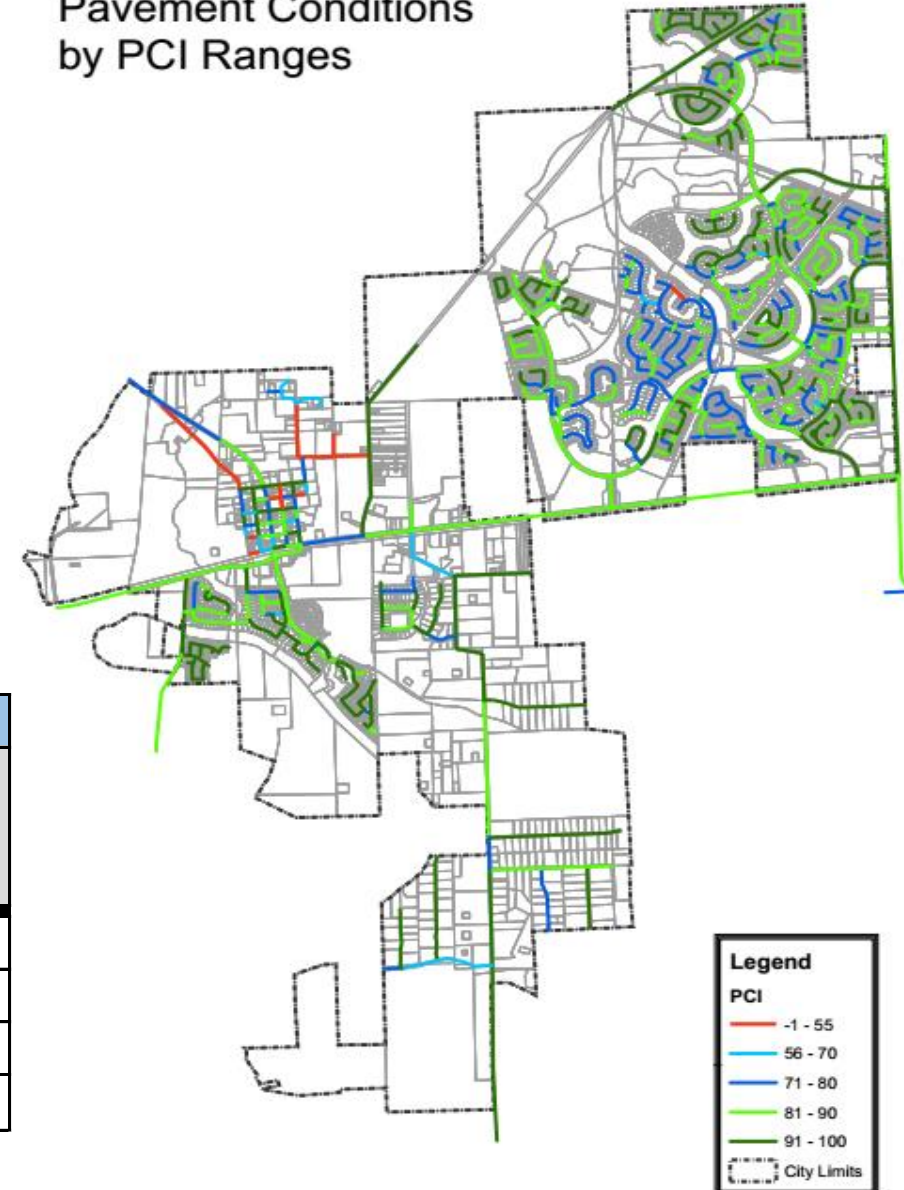 Pavement Conditions
by PCI Ranges
Legend
PCI
-1 - 55
56 - 70
71 - 80
81 - 90
91 - 100
City Limits